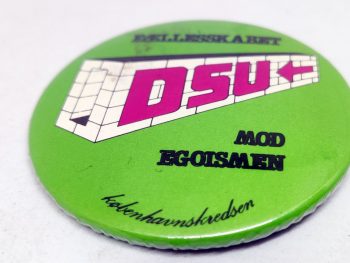 FÆLLESSKABET
DSU
MOD
EGOISMEN
københavnskredsen